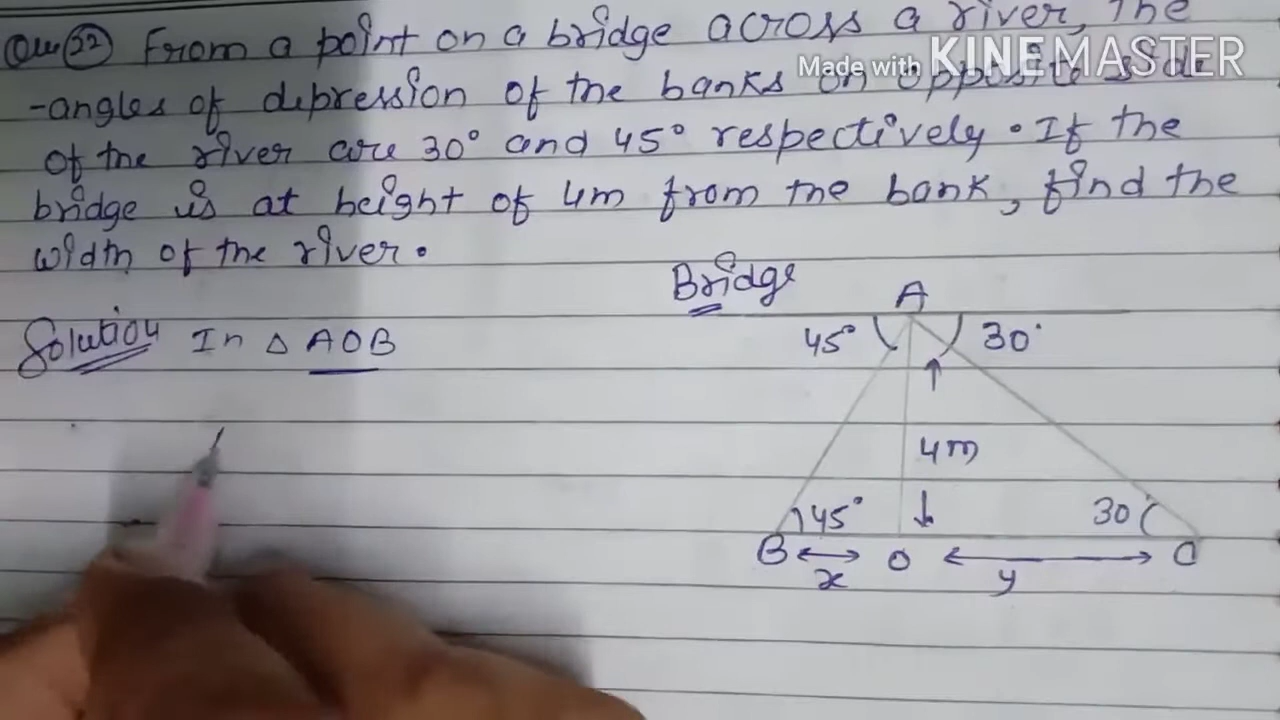 Que 22 From a point on a bridge across a river, the
Made with KINEMASTER
-angles of depression of the banks on opposite side
of the river are 30° and 45° respectively. If the
bridge is at height of 4m from the bank, find the
width of the river.
Bridge
A
Solution In △ AOB
45° 30°
4m
45° 30
B O C
x y